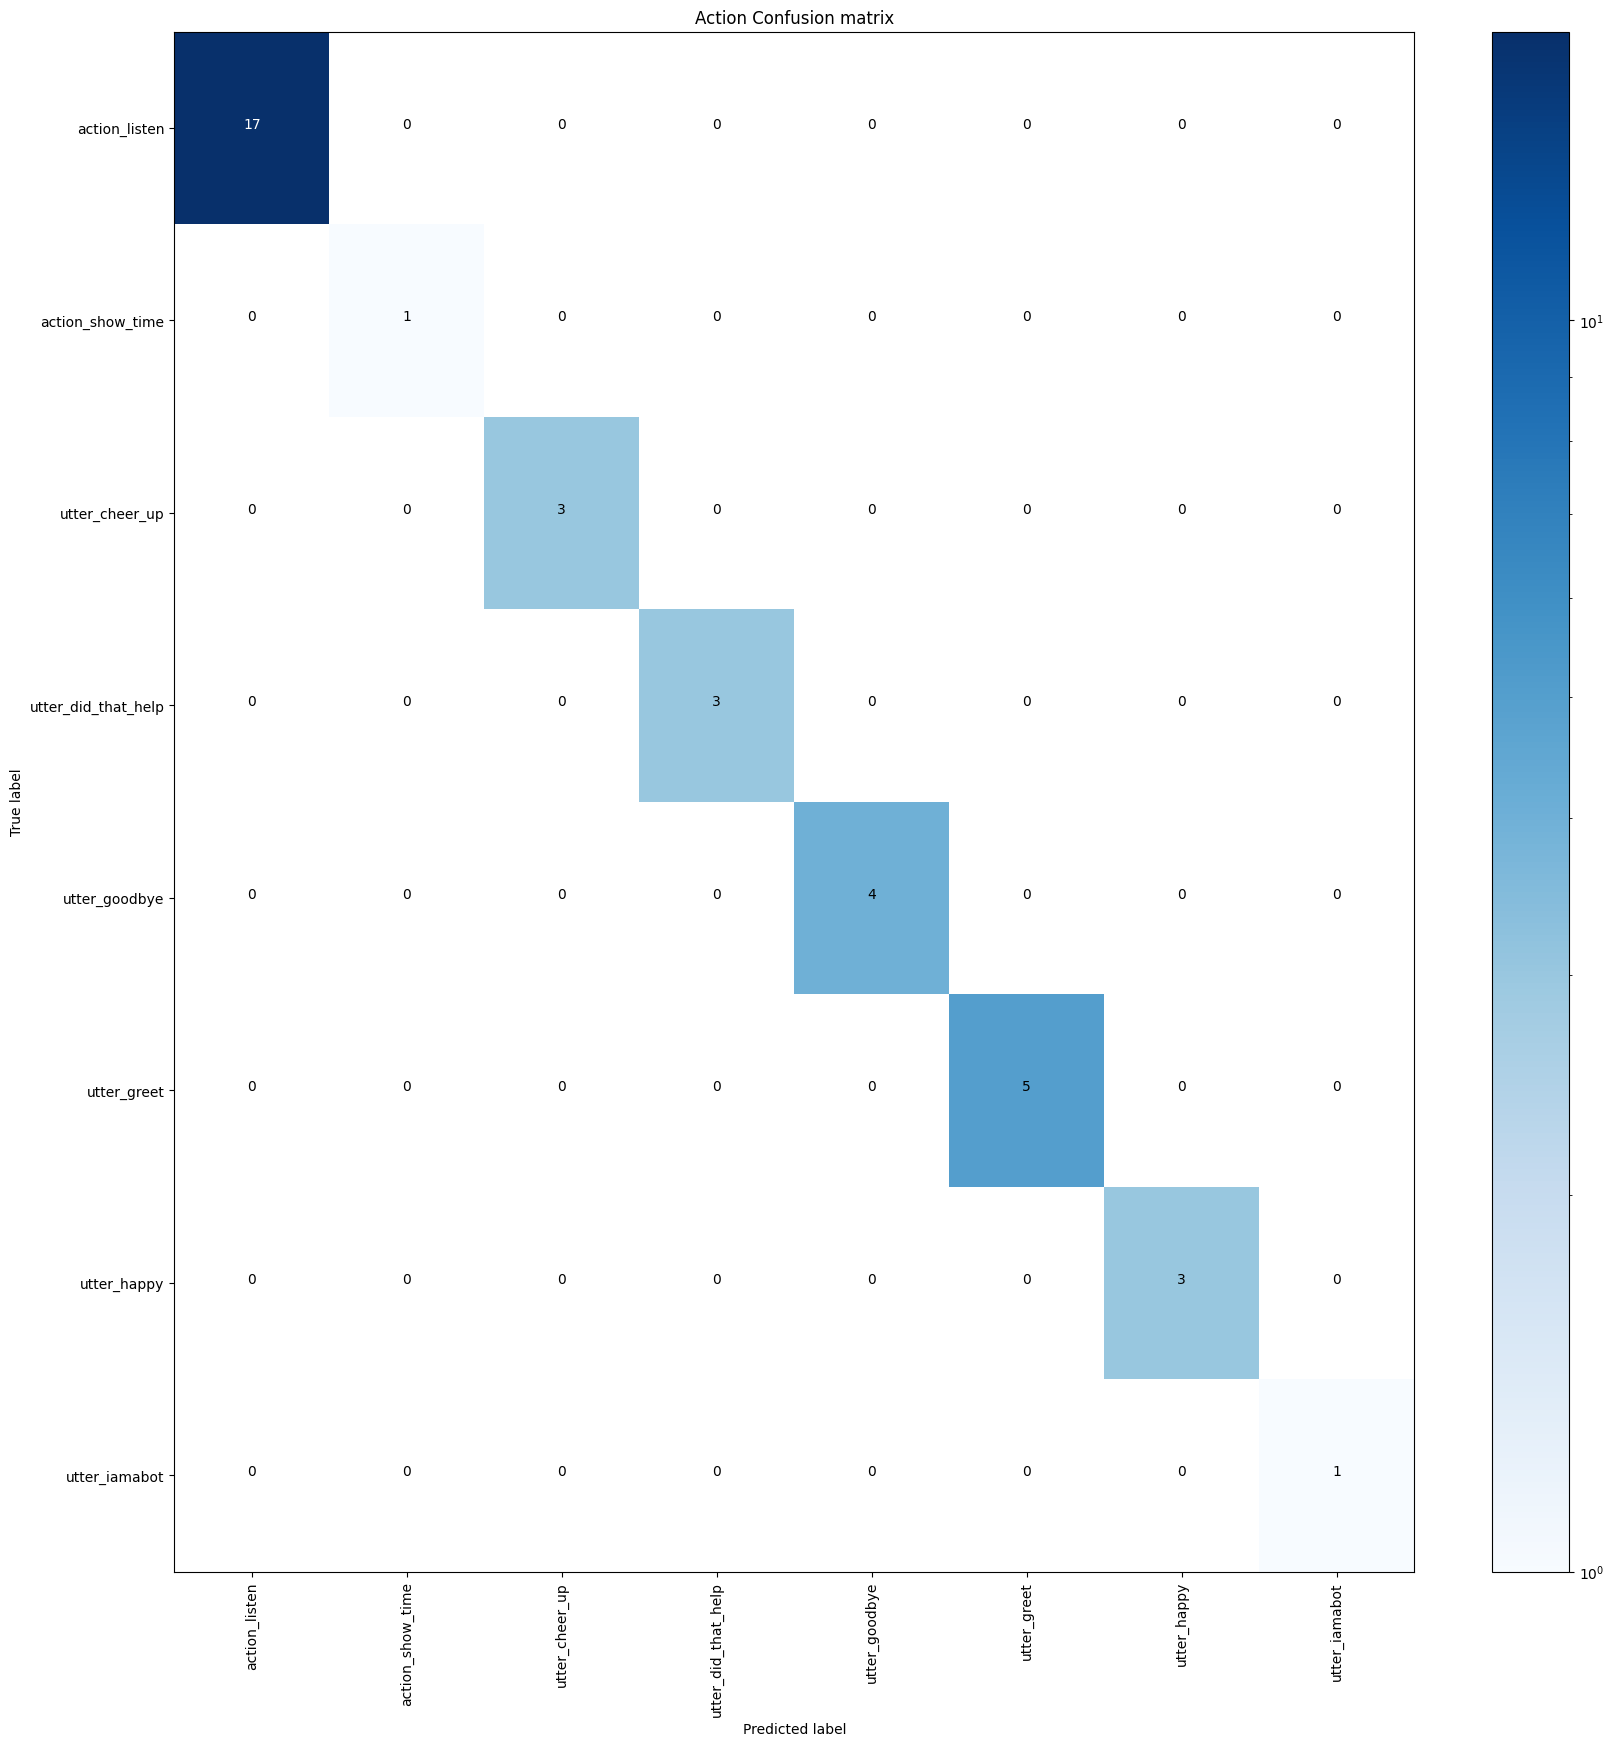 Action Confusion matrix
action_listen 17 0 0 0 0 0 0 0
action_show_time 0 1 0 0 0 0 0 0
utter_cheer_up 0 0 3 0 0 0 0 0
utter_did_that_help 0 0 0 3 0 0 0 0
utter_goodbye 0 0 0 0 4 0 0 0
utter_greet 0 0 0 0 0 5 0 0
utter_happy 0 0 0 0 0 0 3 0
utter_iamabot 0 0 0 0 0 0 0 1
True label
action_listen
action_show_time
utter_cheer_up
utter_did_that_help
utter_goodbye
utter_greet
utter_happy
utter_iamabot
Predicted label
10¹
10⁰